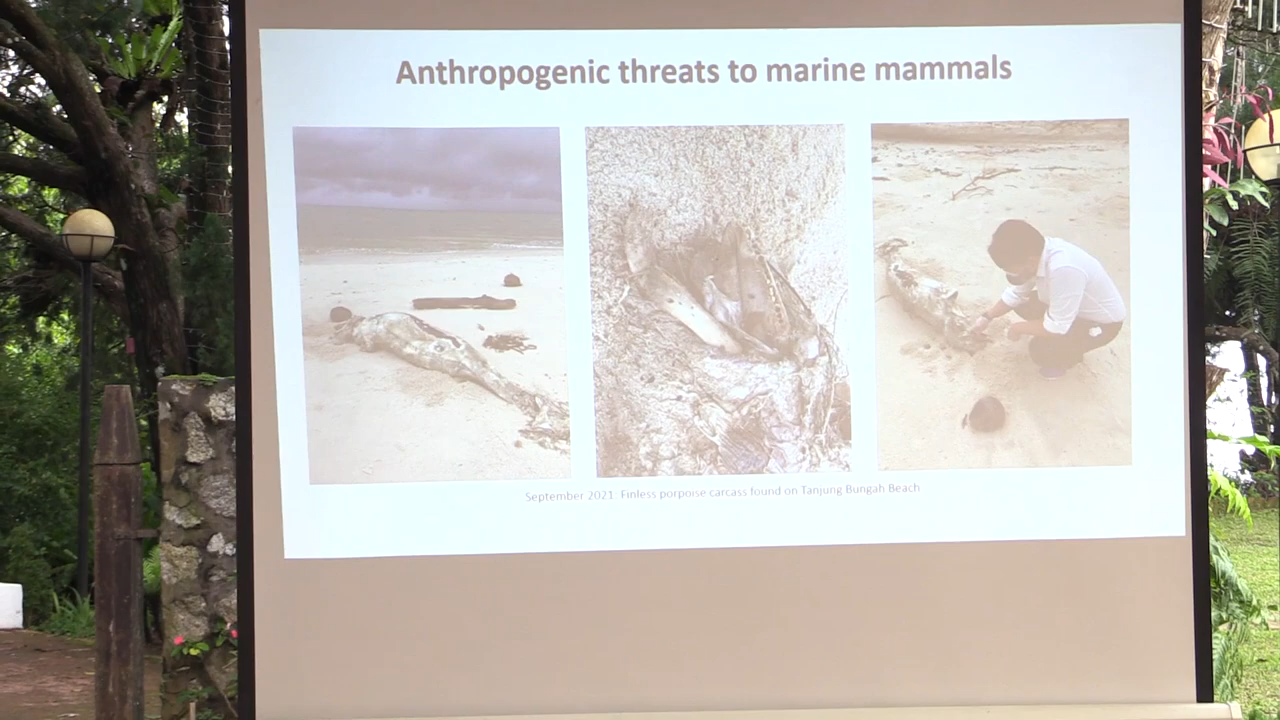 Anthropogenic threats to marine mammals
September 2021: Finless porpoise carcass found on Tanjung Bungah Beach